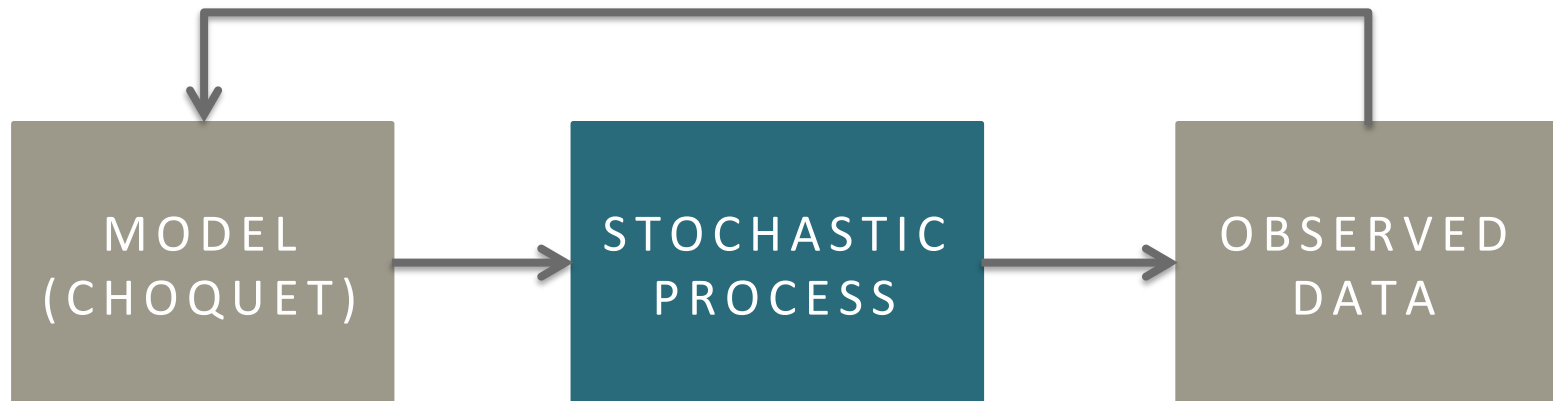 MODEL
(CHOQUET)
STOCHASTIC
PROCESS
OBSERVED
DATA